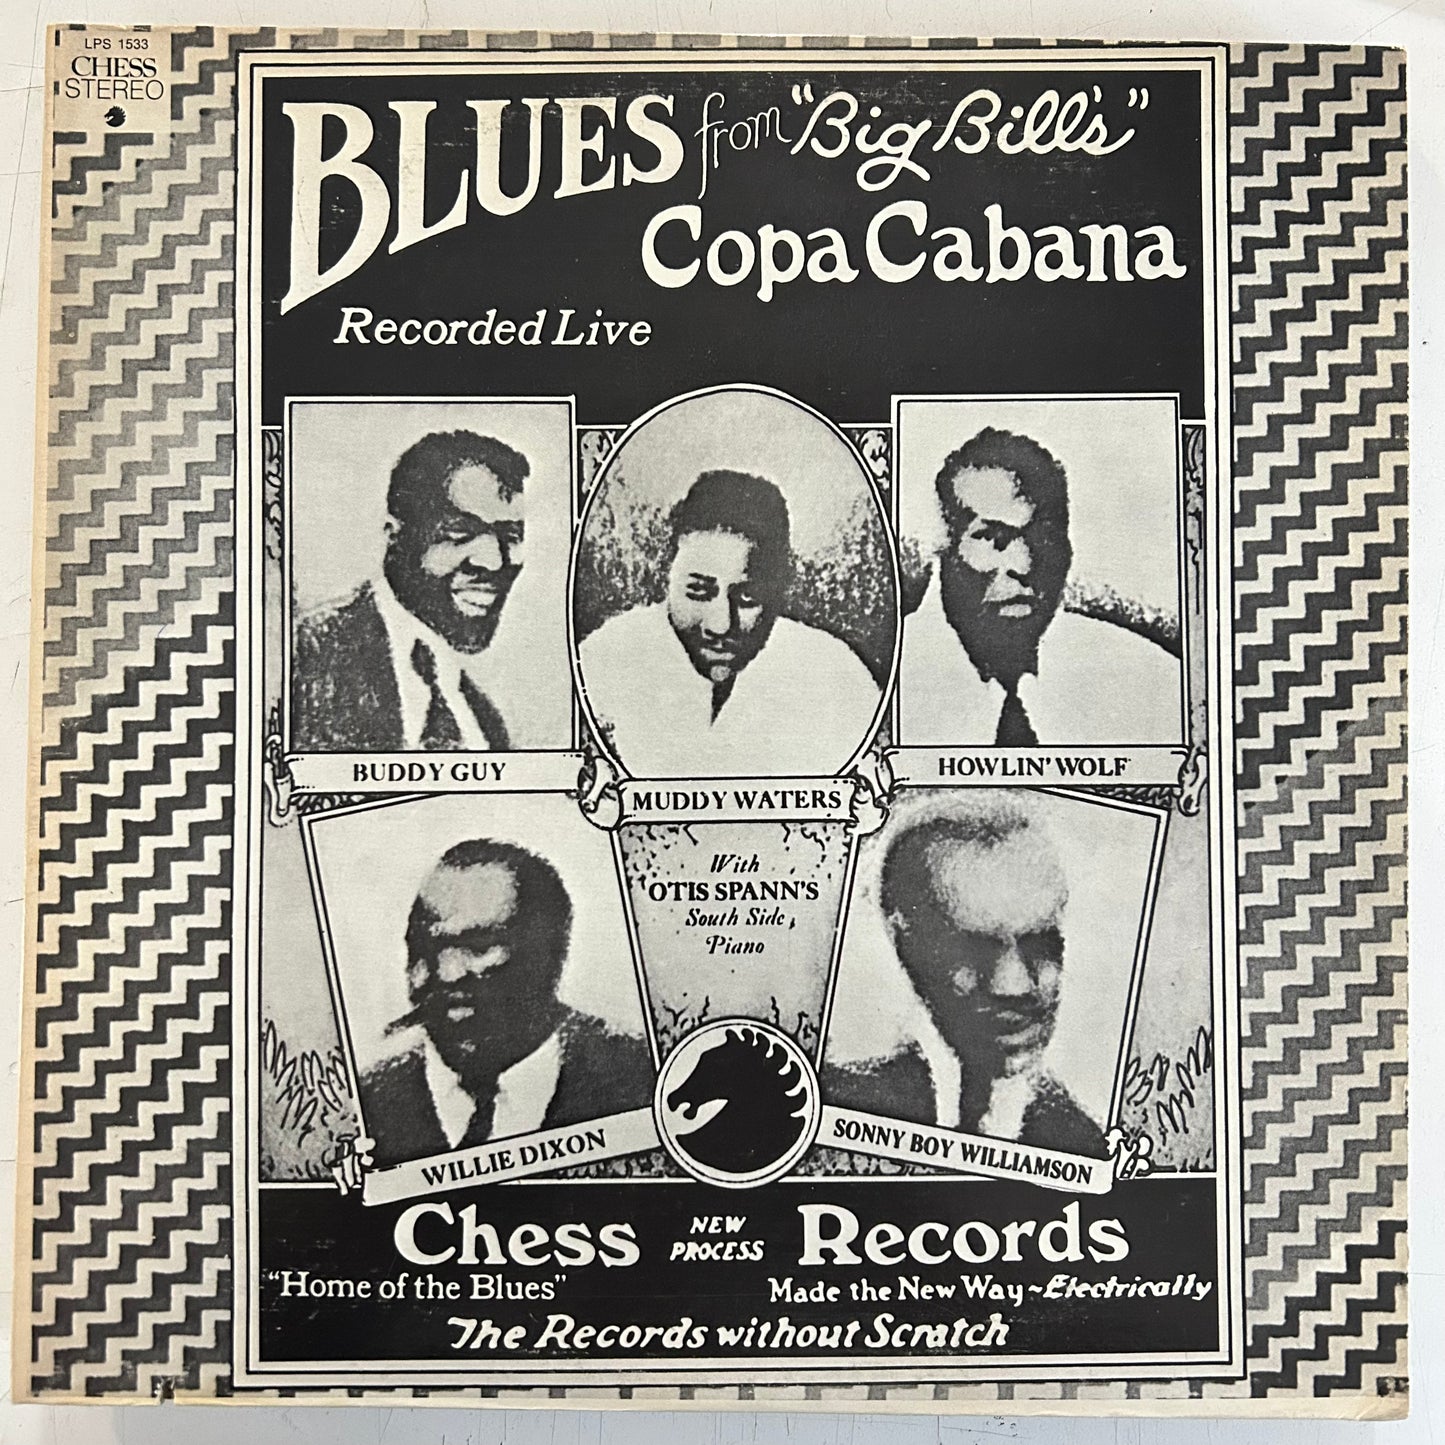 LPS 1533
CHESS
STEREO
BLUES from "Big Bill's"
Copa Cabana
Recorded Live
BUDDY GUY
MUDDY WATERS
HOWLIN' WOLF
With
OTIS SPANN'S
South Side,
Piano
WILLIE DIXON
SONNY BOY WILLIAMSON
Chess NEW PROCESS Records
"Home of the Blues"
Made the New Way~Electrically
The Records without Scratch